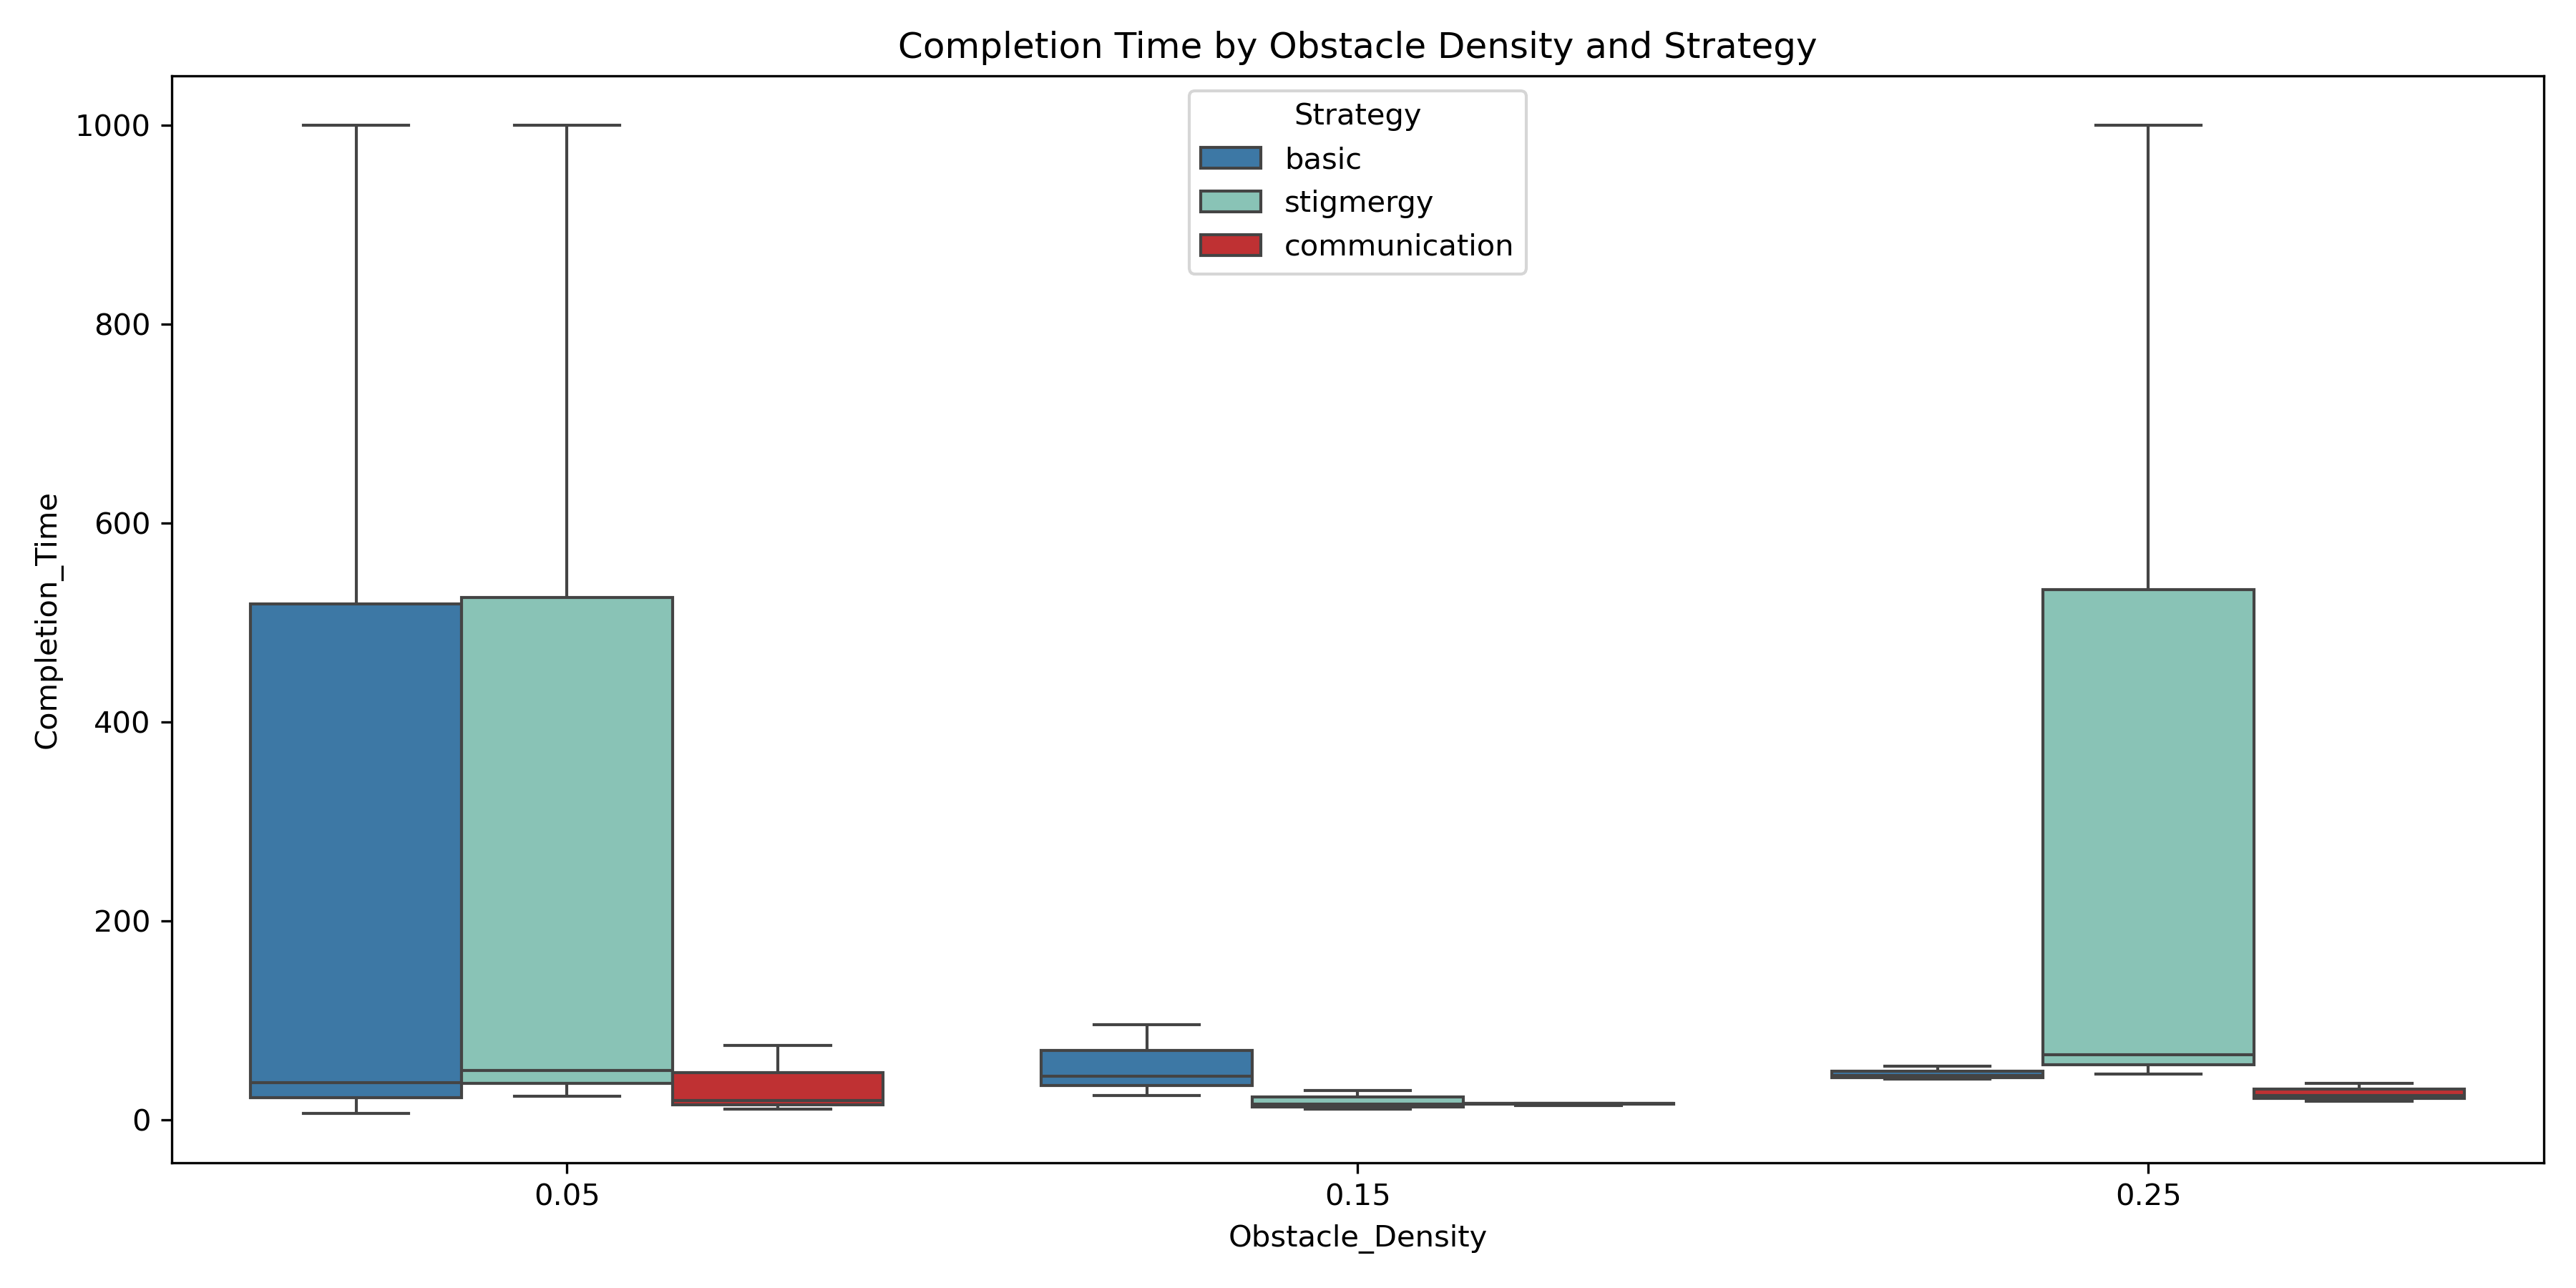 Completion Time by Obstacle Density and Strategy
Strategy
basic
stigmergy
communication
1000
800
600
400
200
0
Completion_Time
0.05
0.15
0.25
Obstacle_Density